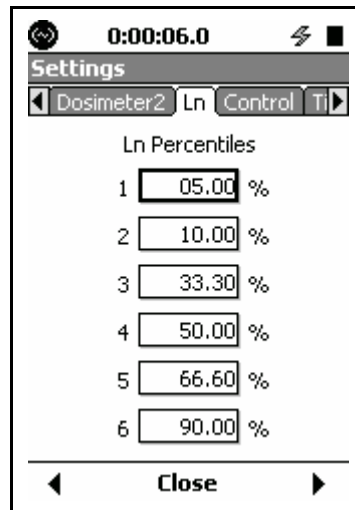 0:00:06.0
Settings
Dosimeter2 Ln Control Ti
Ln Percentiles
1 05.00 %
2 10.00 %
3 33.30 %
4 50.00 %
5 66.60 %
6 90.00 %
Close